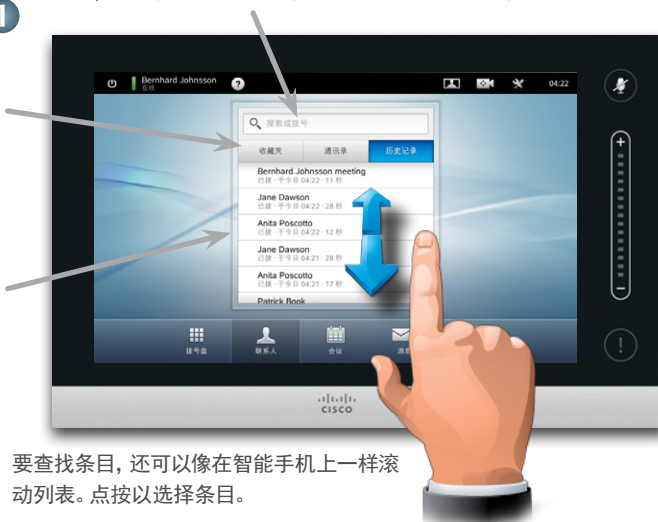 1
Bernhard Johnsson
在线
?
04:22
搜索或拨号
收藏夹 通讯录 历史记录
Bernhard.Johnsson meeting
已拨 · 于今日 04:22 · 11 秒
Jane Dawson
已拨 · 于今日 04:22 · 28 秒
Anita Poscotto
已拨 · 于今日 04:22 · 12 秒
Jane Dawson
已拨 · 于今日 04:21 · 28 秒
Anita Poscotto
已拨 · 于今日 04:21 · 17 秒
Patrick Book
+
−
!
拨号盘 联系人 会议
CISCO
要查找条目，还可以像在智能手机上一样滚
动列表。点按以选择条目。